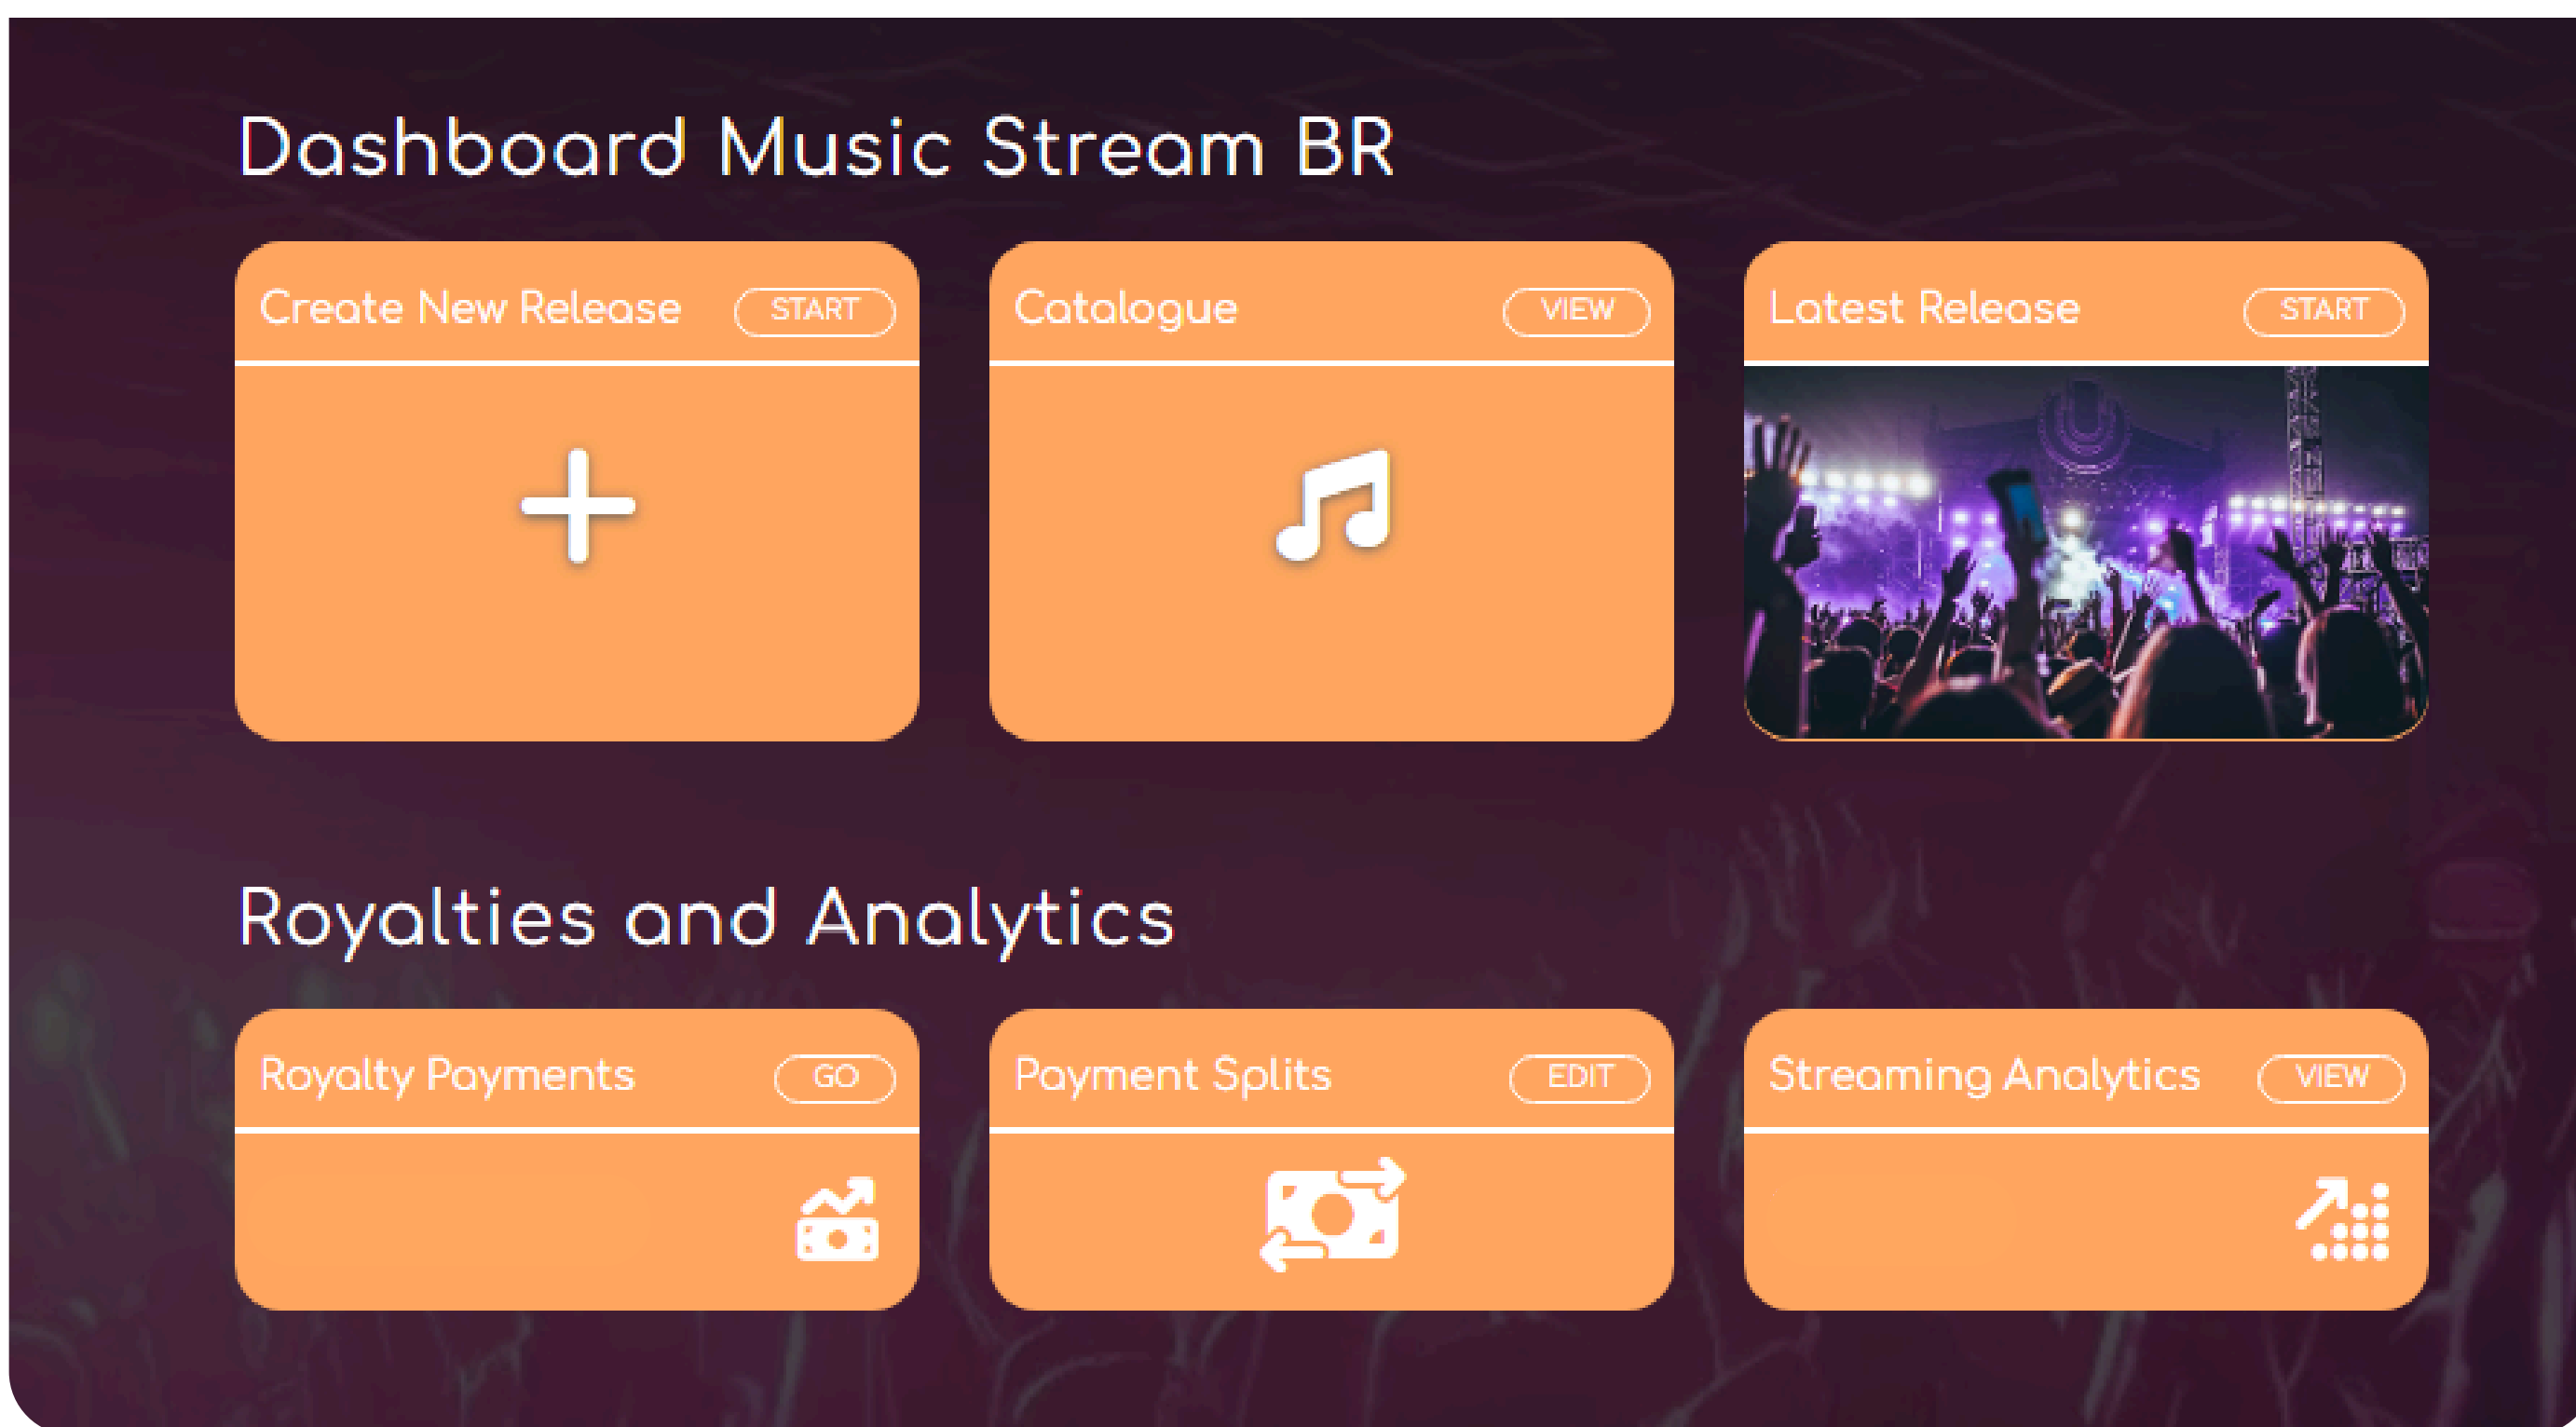 Dashboard Music Stream BR
Create New Release START
Catalogue VIEW
Latest Release START
Royalties and Analytics
Royalty Payments GO
Payment Splits EDIT
Streaming Analytics VIEW